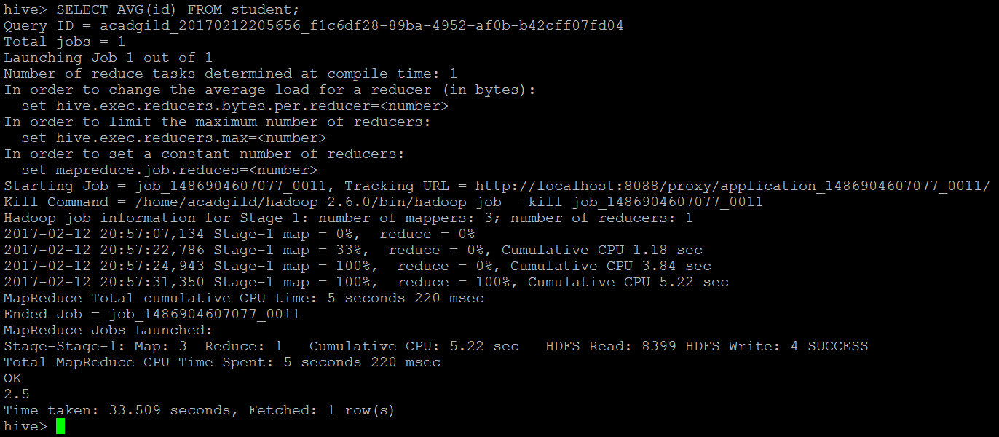 hive> SELECT AVG(id) FROM student;
Query ID = acadgild_20170212205656_f1c6df28-89ba-4952-af0b-b42cff07fd04
Total jobs = 1
Launching Job 1 out of 1
Number of reduce tasks determined at compile time: 1
In order to change the average load for a reducer (in bytes):
  set hive.exec.reducers.bytes.per.reducer=<number>
In order to limit the maximum number of reducers:
  set hive.exec.reducers.max=<number>
In order to set a constant number of reducers:
  set mapreduce.job.reduces=<number>
Starting Job = job_1486904607077_0011, Tracking URL = http://localhost:8088/proxy/application_1486904607077_0011/
Kill Command = /home/acadgild/hadoop-2.6.0/bin/hadoop job  -kill job_1486904607077_0011
Hadoop job information for Stage-1: number of mappers: 3; number of reducers: 1
2017-02-12 20:57:07,134 Stage-1 map = 0%,  reduce = 0%
2017-02-12 20:57:22,786 Stage-1 map = 33%,  reduce = 0%, Cumulative CPU 1.18 sec
2017-02-12 20:57:24,943 Stage-1 map = 100%,  reduce = 0%, Cumulative CPU 3.84 sec
2017-02-12 20:57:31,350 Stage-1 map = 100%,  reduce = 100%, Cumulative CPU 5.22 sec
MapReduce Total cumulative CPU time: 5 seconds 220 msec
Ended Job = job_1486904607077_0011
MapReduce Jobs Launched:
Stage-Stage-1: Map: 3  Reduce: 1   Cumulative CPU: 5.22 sec   HDFS Read: 8399 HDFS Write: 4 SUCCESS
Total MapReduce CPU Time Spent: 5 seconds 220 msec
OK
2.5
Time taken: 33.509 seconds, Fetched: 1 row(s)
hive>